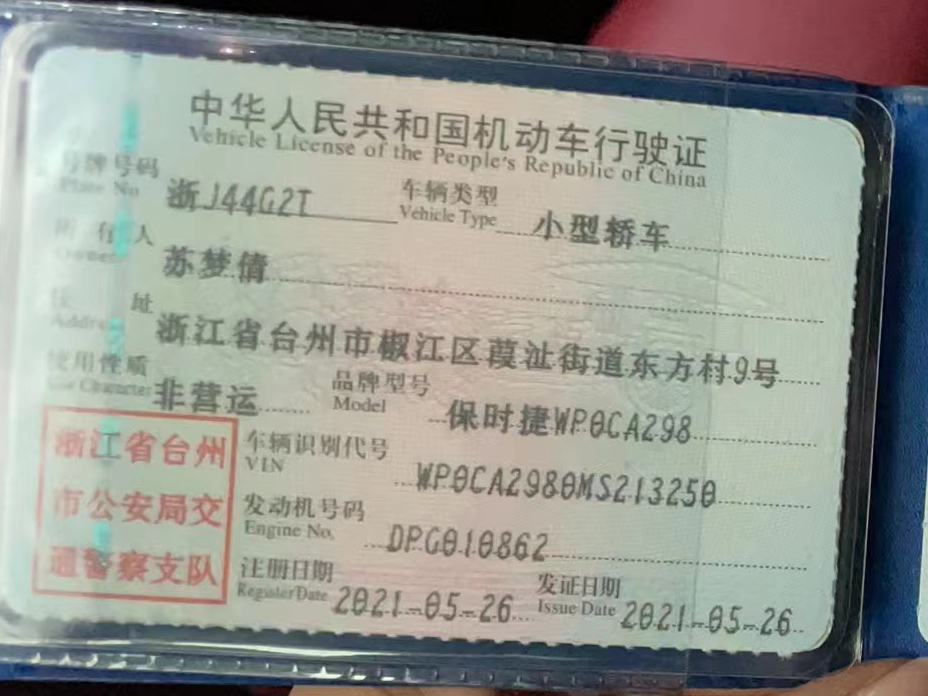 中华人民共和国机动车行驶证
Vehicle License of the People's Republic of China
号牌号码 浙J44G2T 车辆类型 小型轿车
Plate No Vehicle Type
所有人 苏梦倩
Owner
住址 浙江省台州市椒江区葭沚街道东方村9号
Address
使用性质 非营运 品牌型号 保时捷WP0CA298
Use Character Model
车辆识别代号 WP0CA2980MS213250
VIN
发动机号码 DPG010862
Engine No.
注册日期 2021-05-26 发证日期 2021-05-26
Register Date Issue Date
浙江省台州
市公安局交
通警察支队